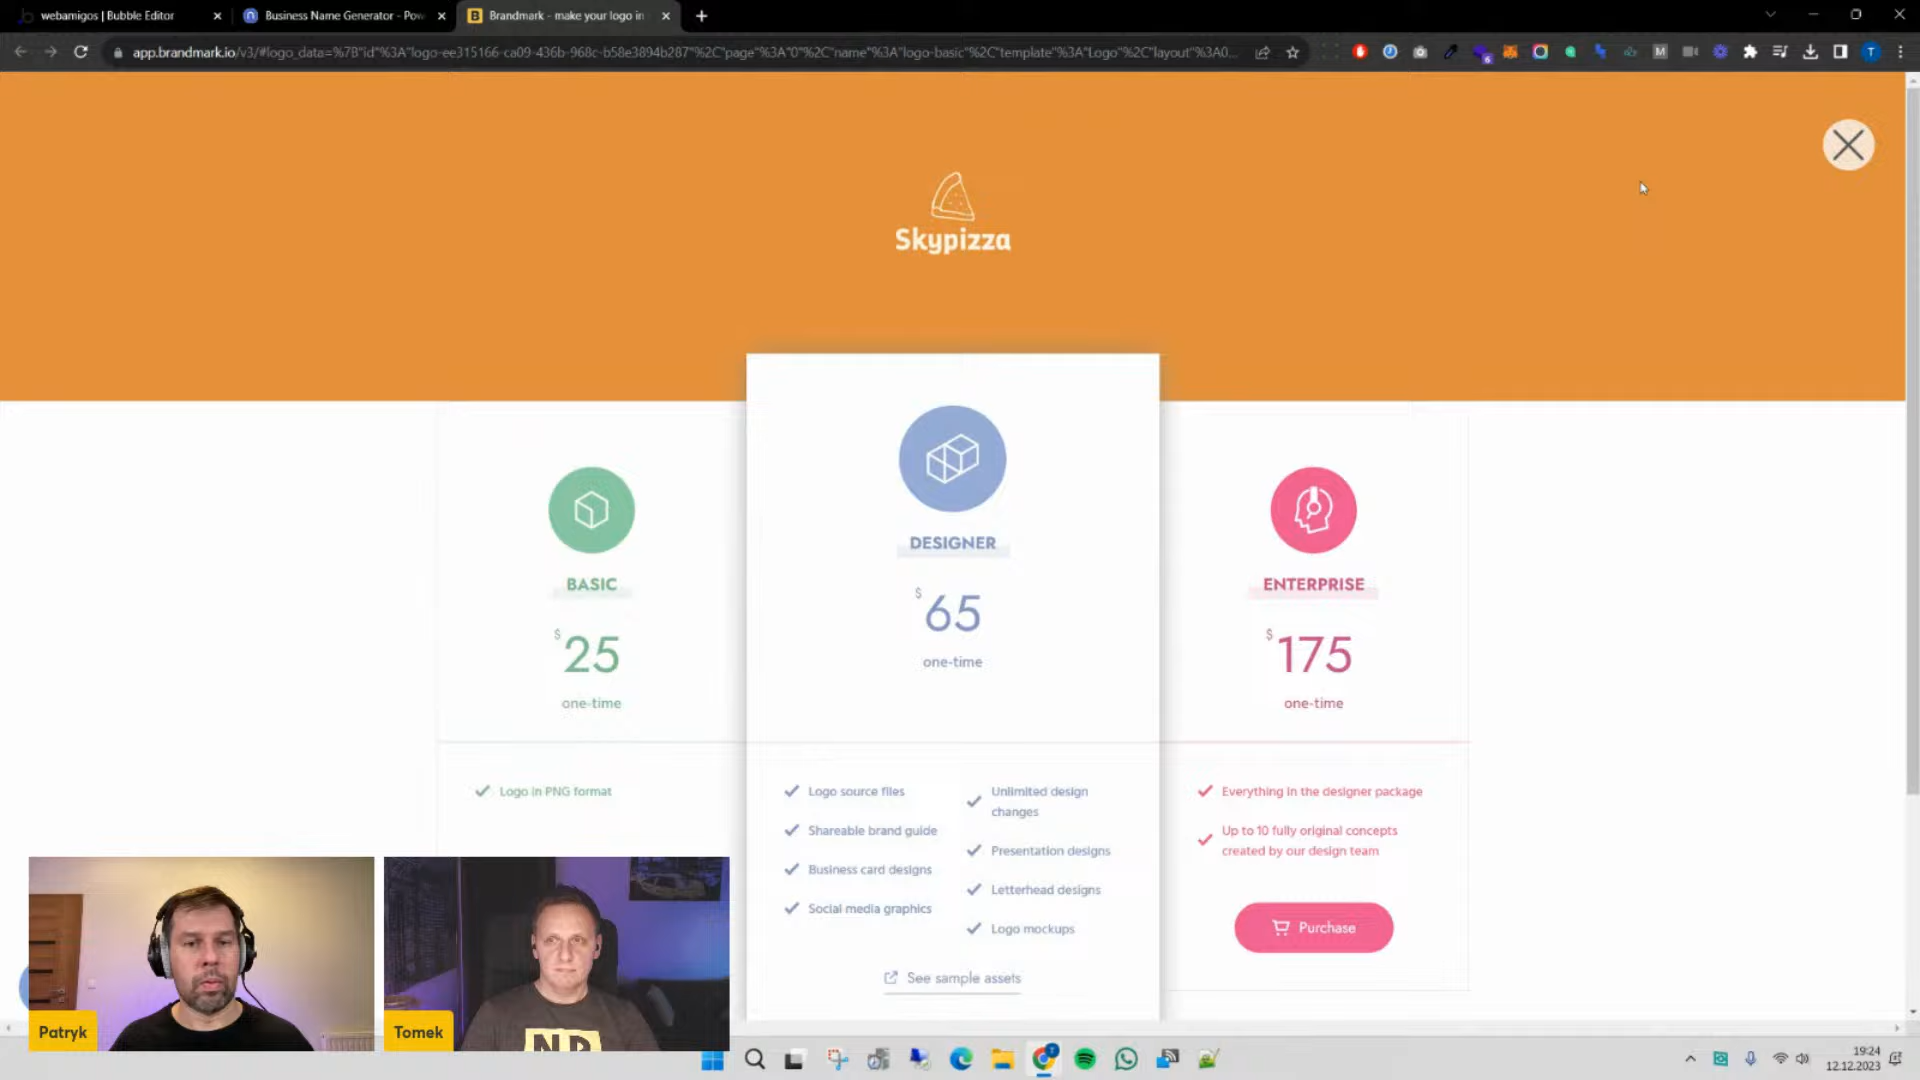 webamigos | Bubble Editor
Business Name Generator - Pow
Brandmark - make your logo in
app.brandmark.io/v3/#logo_data=%7B"id"%3A"logo-ee315166-ca09-436b-968c-b58e3894b287"%2C"page"%3A"0"%2C"name"%3A"logo-basic"%2C"template"%3A"Logo"%2C"layout"%3A0...
Skypizza
BASIC
$25
one-time
Logo in PNG format
DESIGNER
$65
one-time
Logo source files
Shareable brand guide
Business card designs
Social media graphics
Unlimited design
changes
Presentation designs
Letterhead designs
Logo mockups
See sample assets
ENTERPRISE
$175
one-time
Everything in the designer package
Up to 10 fully original concepts
created by our design team
Purchase
Patryk
Tomek
19:24
12.12.2023